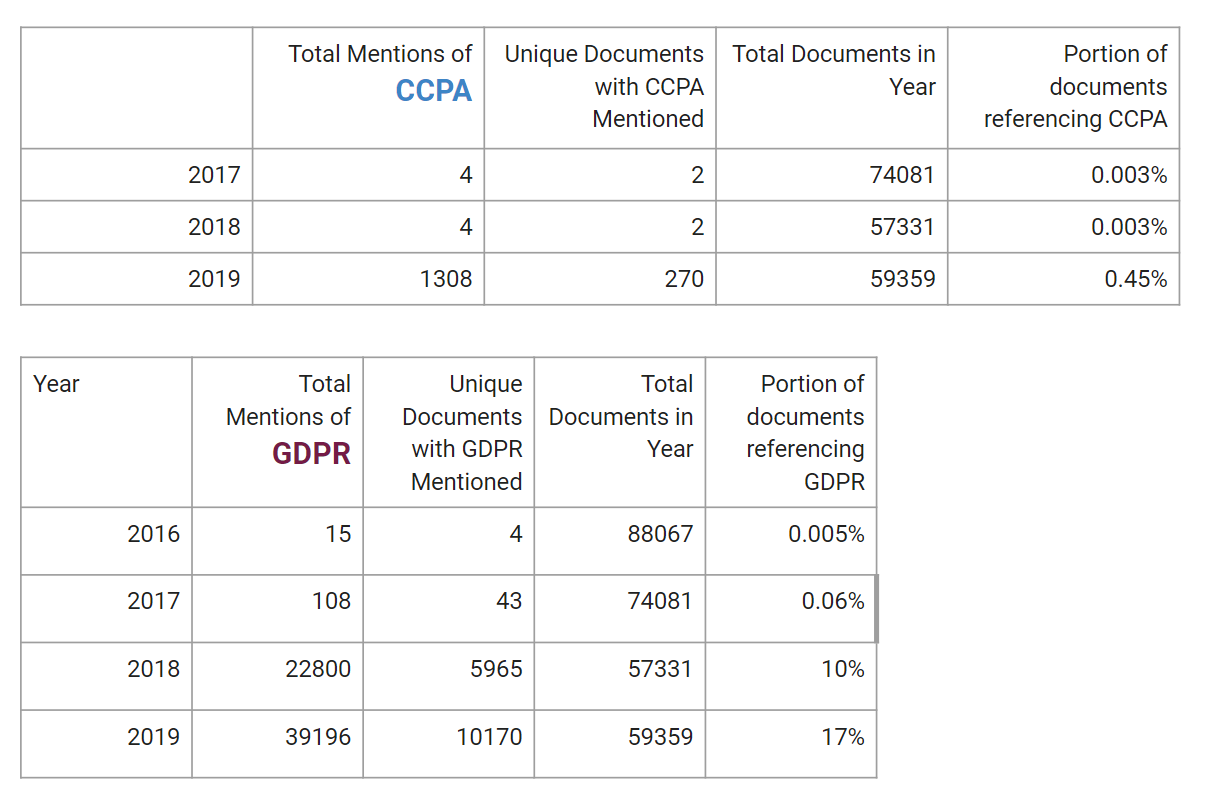 Total Mentions of CCPA Unique Documents with CCPA Mentioned Total Documents in Year Portion of documents referencing CCPA
2017 4 2 74081 0.003%
2018 4 2 57331 0.003%
2019 1308 270 59359 0.45%
Year Total Mentions of GDPR Unique Documents with GDPR Mentioned Total Documents in Year Portion of documents referencing GDPR
2016 15 4 88067 0.005%
2017 108 43 74081 0.06%
2018 22800 5965 57331 10%
2019 39196 10170 59359 17%